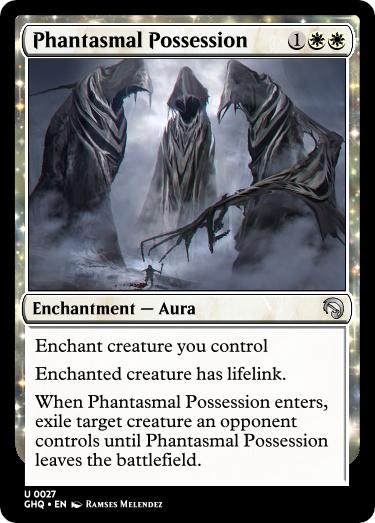 Phantasmal Possession 1
Enchantment — Aura
Enchant creature you control
Enchanted creature has lifelink.
When Phantasmal Possession enters,
exile target creature an opponent
controls until Phantasmal Possession
leaves the battlefield.
U 0027
GHQ • EN Ramses Melendez